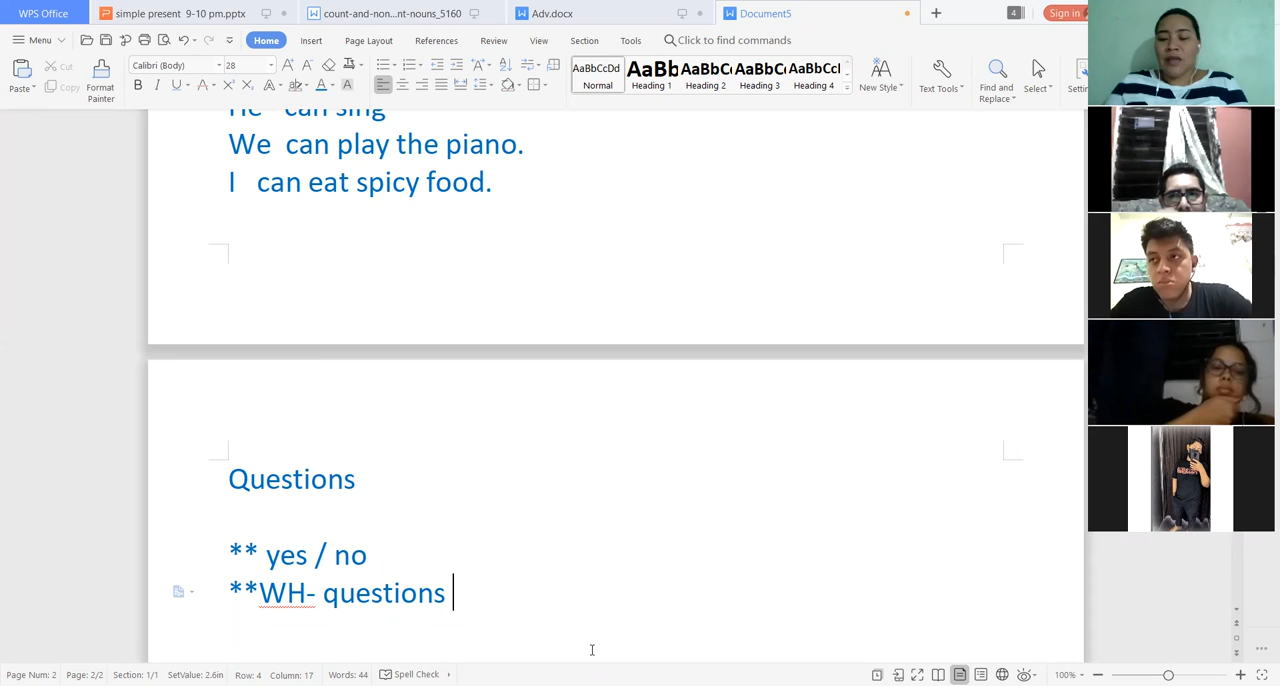 WPS Office
simple present 9-10 pm.pptx
count-and-non...nt-nouns_5160
Adv.docx
Document5
4
Sign in
Menu
Home
Insert
Page Layout
References
Review
View
Section
Tools
Click to find commands
Paste
Cut
Copy
Format Painter
Calibri (Body)
28
AaBbCcDd
AaBb
AaBbC
AaBbC
AaBbCcI
Normal
Heading 1
Heading 2
Heading 3
Heading 4
New Style
Text Tools
Find and Replace
Select
He can sing
We can play the piano.
I can eat spicy food.
Questions
** yes / no
**WH- questions
Page Num: 2
Page: 2/2
Section: 1/1
SetValue: 2.6in
Row: 4
Column: 17
Words: 44
Spell Check
100%